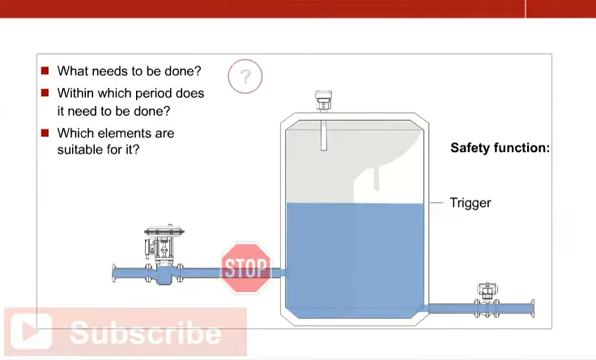 What needs to be done?
?
Within which period does
it need to be done?
Which elements are
suitable for it?
Safety function:
Trigger
STOP
Subscribe